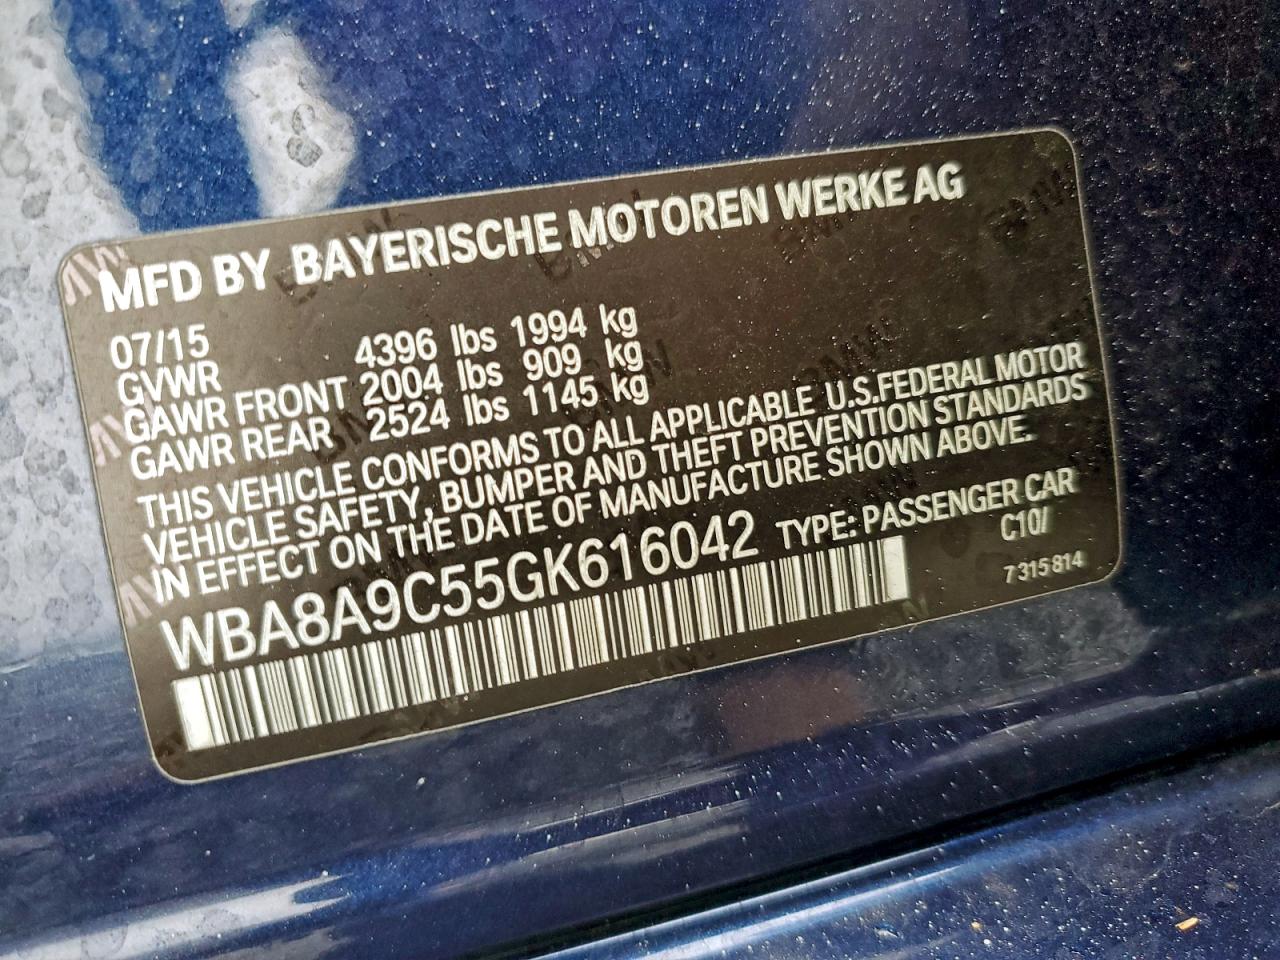 MFD BY BAYERISCHE MOTOREN WERKE AG
07/15
GVWR 4396 lbs 1994 kg
GAWR FRONT 2004 lbs 909 kg
GAWR REAR 2524 lbs 1145 kg
THIS VEHICLE CONFORMS TO ALL APPLICABLE U.S.FEDERAL MOTOR
VEHICLE SAFETY, BUMPER AND THEFT PREVENTION STANDARDS
IN EFFECT ON THE DATE OF MANUFACTURE SHOWN ABOVE.
WBA8A9C55GK616042 TYPE: PASSENGER CAR
C10/
7 315 814